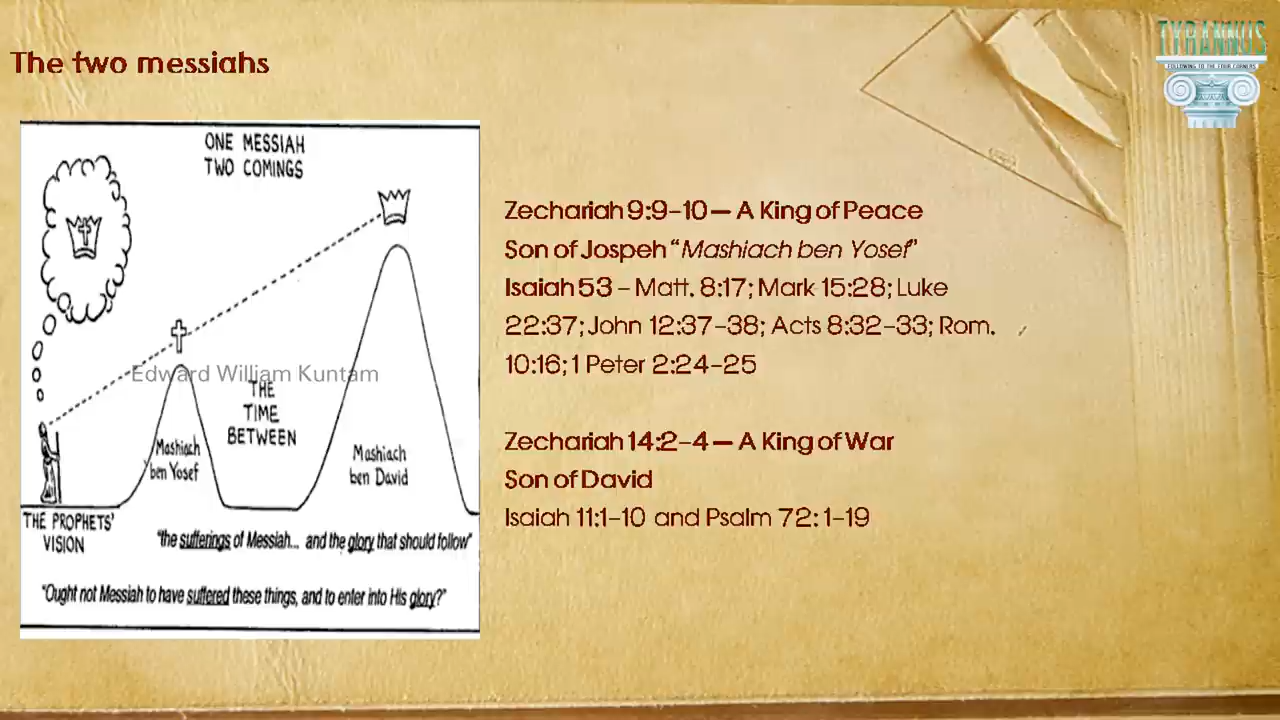 The two messiahs
TYRANNUS
FOLLOWING TO THE FOUR CORNERS
ONE MESSIAH
TWO COMINGS
Edward William Kuntam
THE
TIME
BETWEEN
Mashiach
ben Yosef
Mashiach
ben David
THE PROPHETS'
VISION
"the sufferings of Messiah... and the glory that should follow"
"Ought not Messiah to have suffered these things, and to enter into His glory?"
Zechariah 9:9-10 — A King of Peace
Son of Jospeh "Mashiach ben Yosef"
Isaiah 53 – Matt. 8:17; Mark 15:28; Luke
22:37; John 12:37-38; Acts 8:32-33; Rom.
10:16; 1 Peter 2:24-25
Zechariah 14:2-4 — A King of War
Son of David
Isaiah 11:1-10 and Psalm 72: 1-19